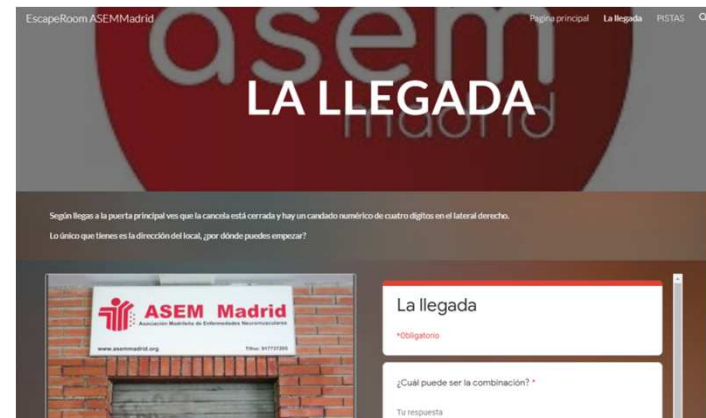 EscapeRoom ASEMMadrid
Pagina principal La llegada PISTAS
asem
madrid
LA LLEGADA
Según llegas a la puerta principal ves que la cancela está cerrada y hay un candado numérico de cuatro dígitos en el lateral derecho.
Lo único que tienes es la dirección del local, ¿por dónde puedes empezar?
ASEM Madrid
Asociación Madrileña de Enfermedades Neuromusculares
www.asemmadrid.org
La llegada
*Obligatorio
¿Cuál puede ser la combinación? *
Tu respuesta